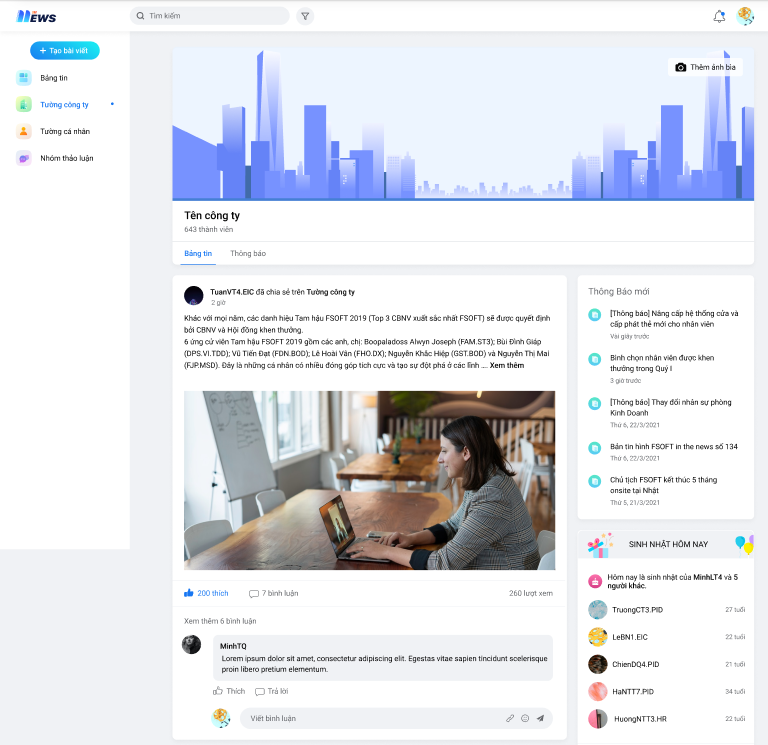 NEWS
Tìm kiếm
+ Tạo bài viết
Bảng tin
Tường công ty
Tường cá nhân
Nhóm thảo luận
Thêm ảnh bìa
Tên công ty
643 thành viên
Bảng tin
Thông báo
TuanVT4.EIC đã chia sẻ trên Tường công ty
2 giờ
Khác với mọi năm, các danh hiệu Tam hậu FSOFT 2019 (Top 3 CBNV xuất sắc nhất FSOFT) sẽ được quyết định
bởi CBNV và Hội đồng khen thưởng.
6 ứng cử viên Tam hậu FSOFT 2019 gồm các anh, chị: Boopaladoss Alwyn Joseph (FAM.ST3); Bùi Đình Giáp
(DPS.VI.TDD); Vũ Tiến Đạt (FDN.BOD); Lê Hoài Vân (FHO.DX); Nguyễn Khắc Hiệp (GST.BOD) và Nguyễn Thị Mai
(FJP.MSD). Đây là những cá nhân có nhiều đóng góp tích cực và tạo sự đột phá ở các lĩnh .... Xem thêm
200 thích
7 bình luận
260 lượt xem
Xem thêm 6 bình luận
MinhTQ
Lorem ipsum dolor sit amet, consectetur adipiscing elit. Egestas vitae sapien tincidunt scelerisque
proin libero pretium elementum.
Thích
Trả lời
Viết bình luận
Thông Báo mới
[Thông báo] Nâng cấp hệ thống cửa và
cấp phát thẻ mới cho nhân viên
Vài giây trước
Bình chọn nhân viên được khen
thưởng trong Quý I
3 giờ trước
[Thông báo] Thay đổi nhân sự phòng
Kinh Doanh
Thứ 6, 22/3/2021
Bản tin hình FSOFT in the news số 134
Thứ 6, 22/3/2021
Chủ tịch FSOFT kết thúc 5 tháng
onsite tại Nhật
Thứ 5, 21/3/2021
SINH NHẬT HÔM NAY
Hôm nay là sinh nhật của MinhLT4 và 5
người khác.
TruongCT3.PID
27 tuổi
LeBN1.EIC
22 tuổi
ChienDQ4.PID
21 tuổi
HaNTT7.PID
34 tuổi
HuongNTT3.HR
22 tuổi